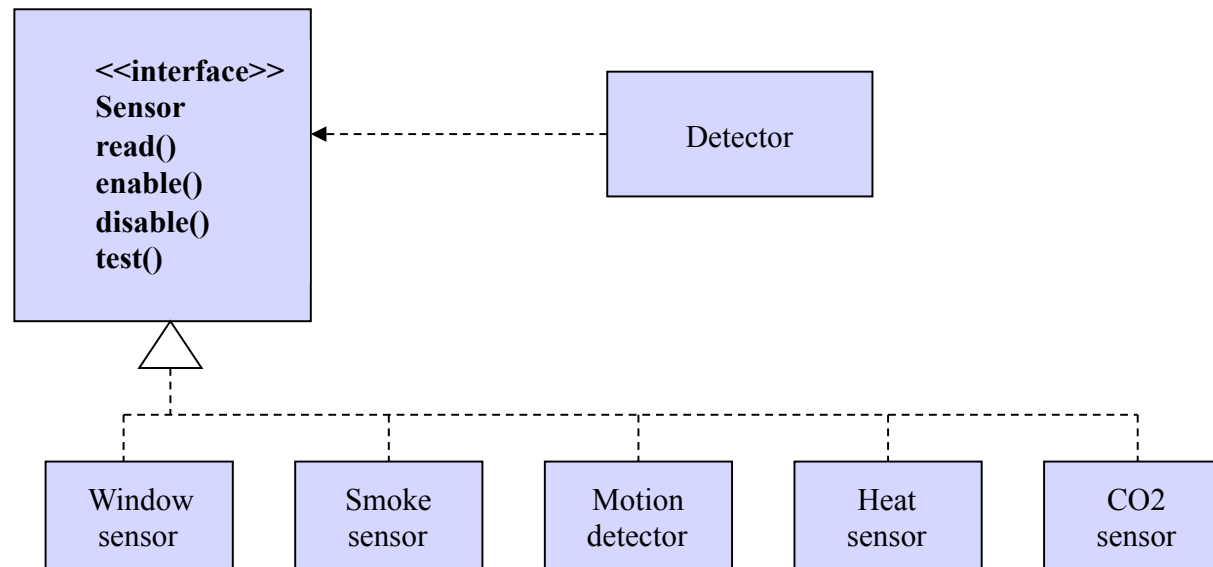 <<interface>>
Sensor
read()
enable()
disable()
test()
Detector
Window
sensor
Smoke
sensor
Motion
detector
Heat
sensor
CO2
sensor